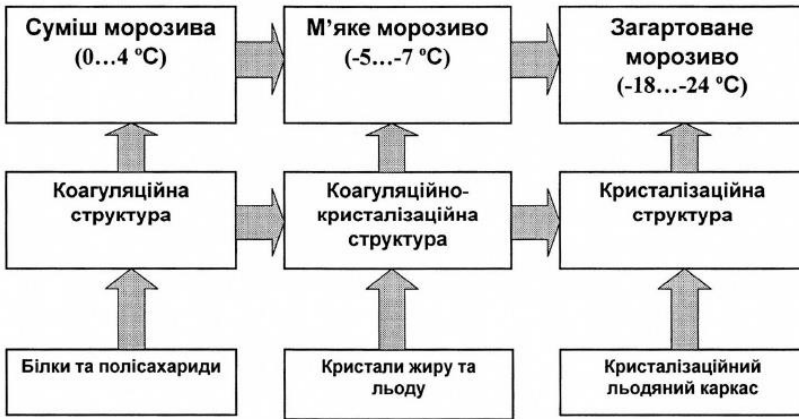 Суміш морозива
(0…4 ºС)
М’яке морозиво
(-5…-7 ºС)
Загартоване
морозиво
(-18…-24 ºС)
Коагуляційна
структура
Коагуляційно-
кристалізаційна
структура
Кристалізаційна
структура
Білки та полісахариди
Кристали жиру та
льоду
Кристалізаційний
льодяний каркас